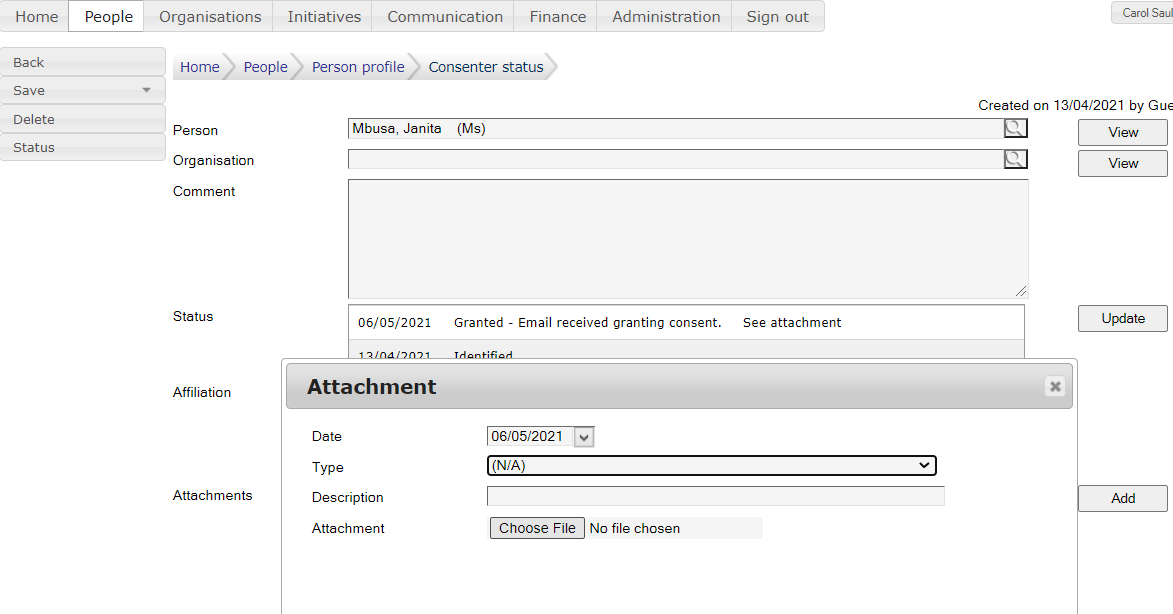 Home People Organisations Initiatives Communication Finance Administration Sign out Carol Saul
Back
Home People Person profile Consenter status
Save
Created on 13/04/2021 by Gue
Delete
Person Mbusa, Janita (Ms) View
Status
Organisation View
Comment
Status 06/05/2021 Granted - Email received granting consent. See attachment Update
13/04/2021 Identified
Affiliation
Attachment
Date 06/05/2021
Type (N/A)
Attachments Add
Description
Attachment Choose File No file chosen